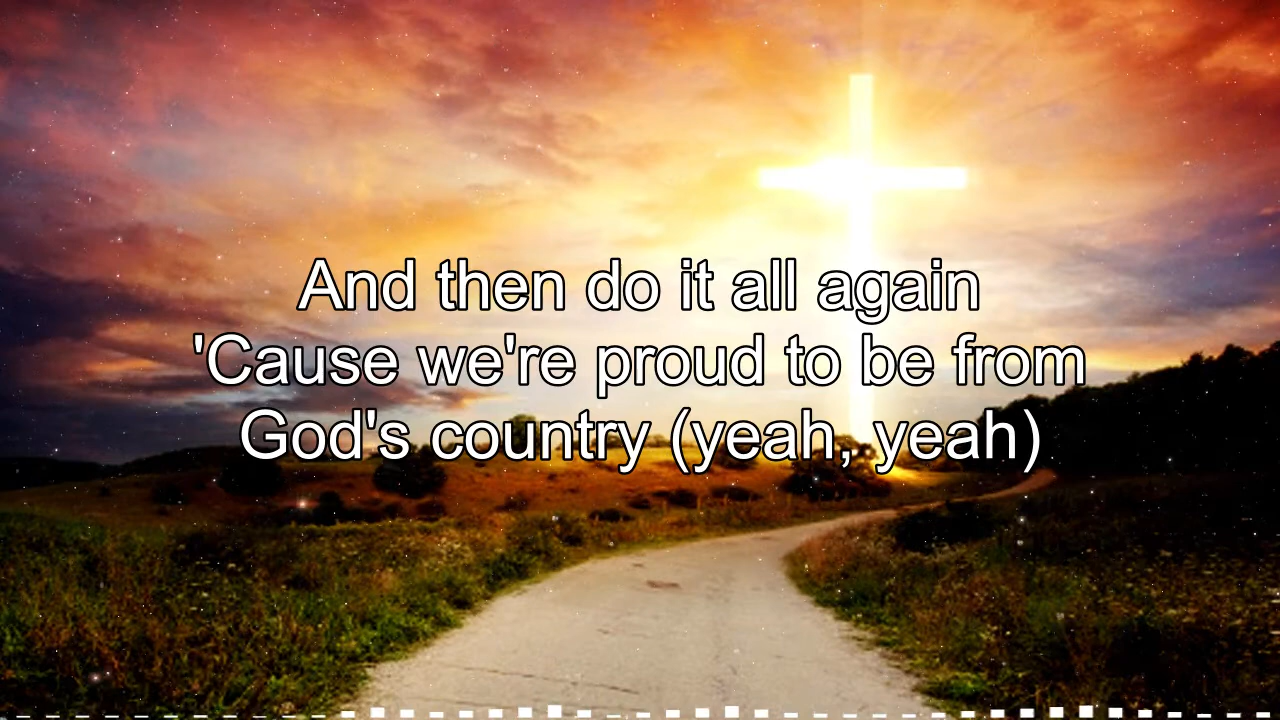 And then do it all again
'Cause we're proud to be from
God's country (yeah, yeah)